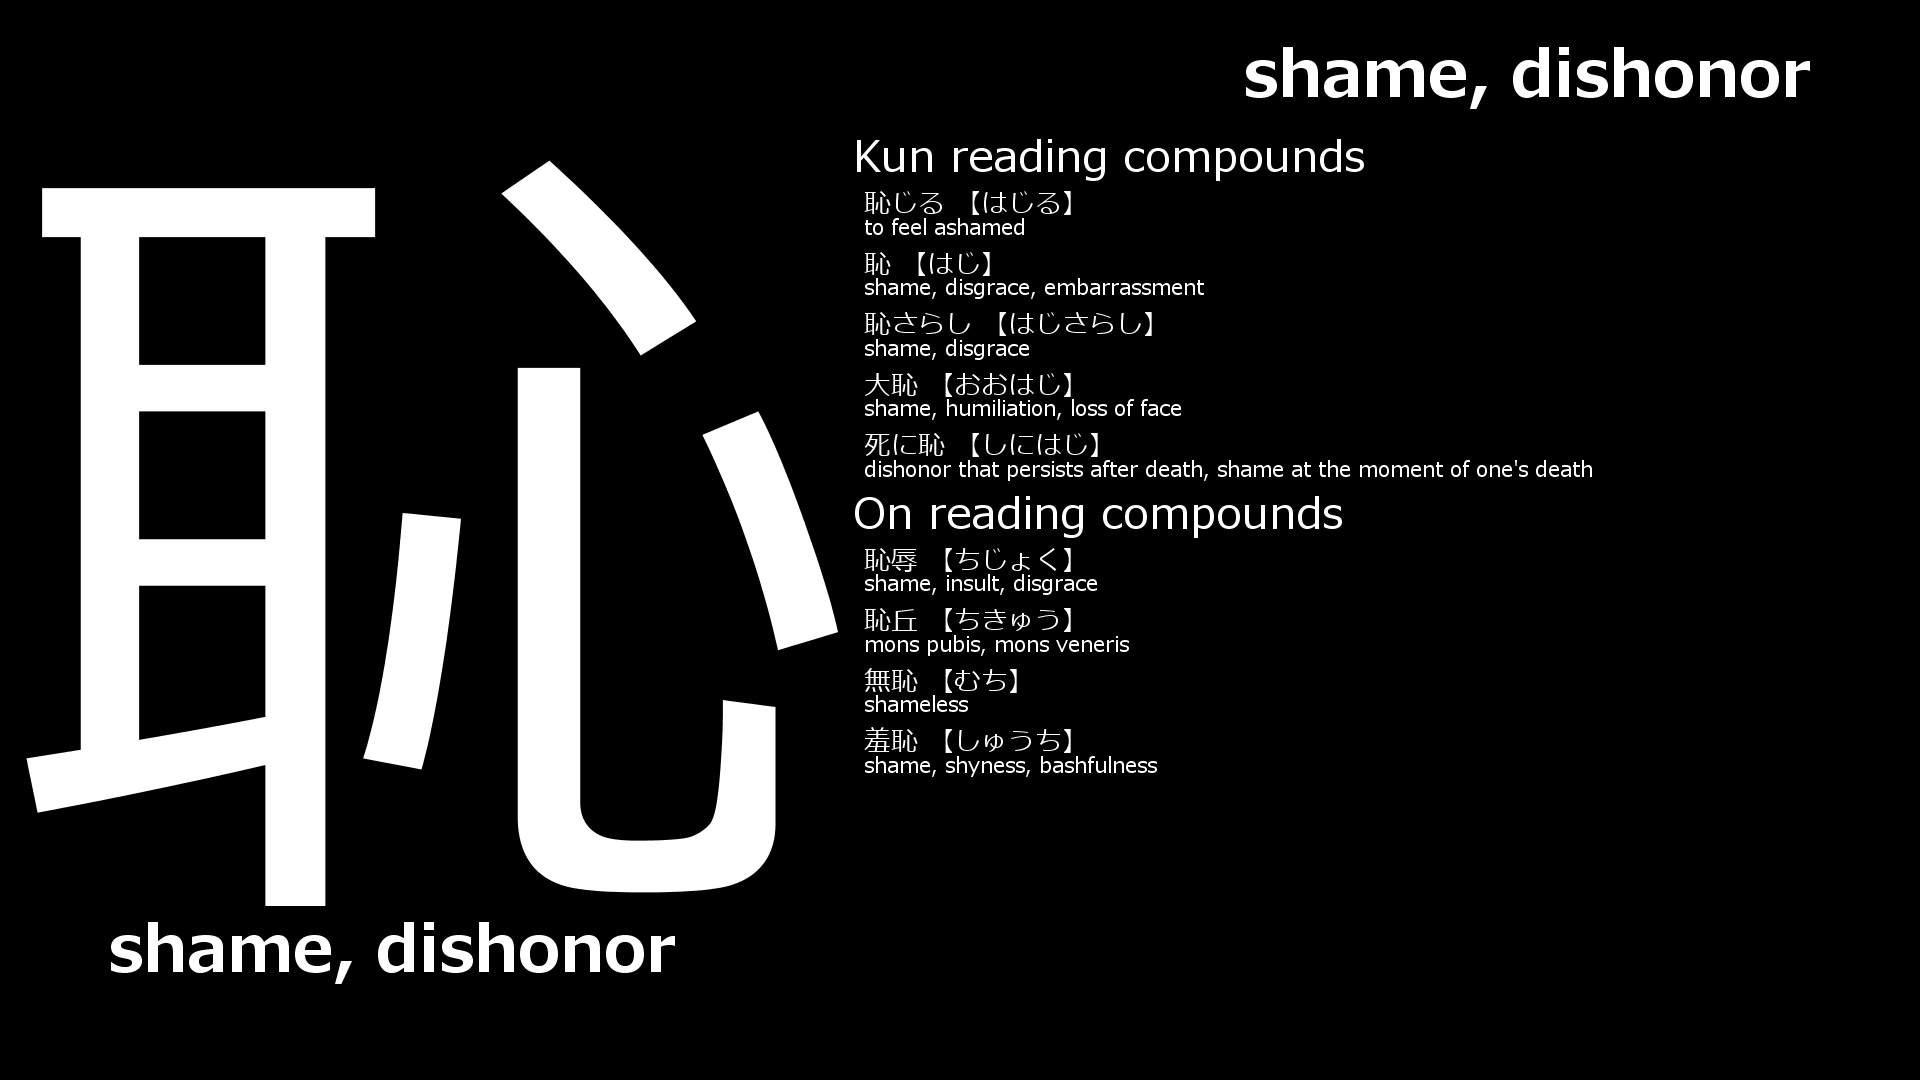 shame, dishonor
恥
shame, dishonor
Kun reading compounds
恥じる 【はじる】
to feel ashamed
恥 【はじ】
shame, disgrace, embarrassment
恥さらし 【はじさらし】
shame, disgrace
大恥 【おおはじ】
shame, humiliation, loss of face
死に恥 【しにはじ】
dishonor that persists after death, shame at the moment of one's death
On reading compounds
恥辱 【ちじょく】
shame, insult, disgrace
恥丘 【ちきゅう】
mons pubis, mons veneris
無恥 【むち】
shameless
羞恥 【しゅうち】
shame, shyness, bashfulness